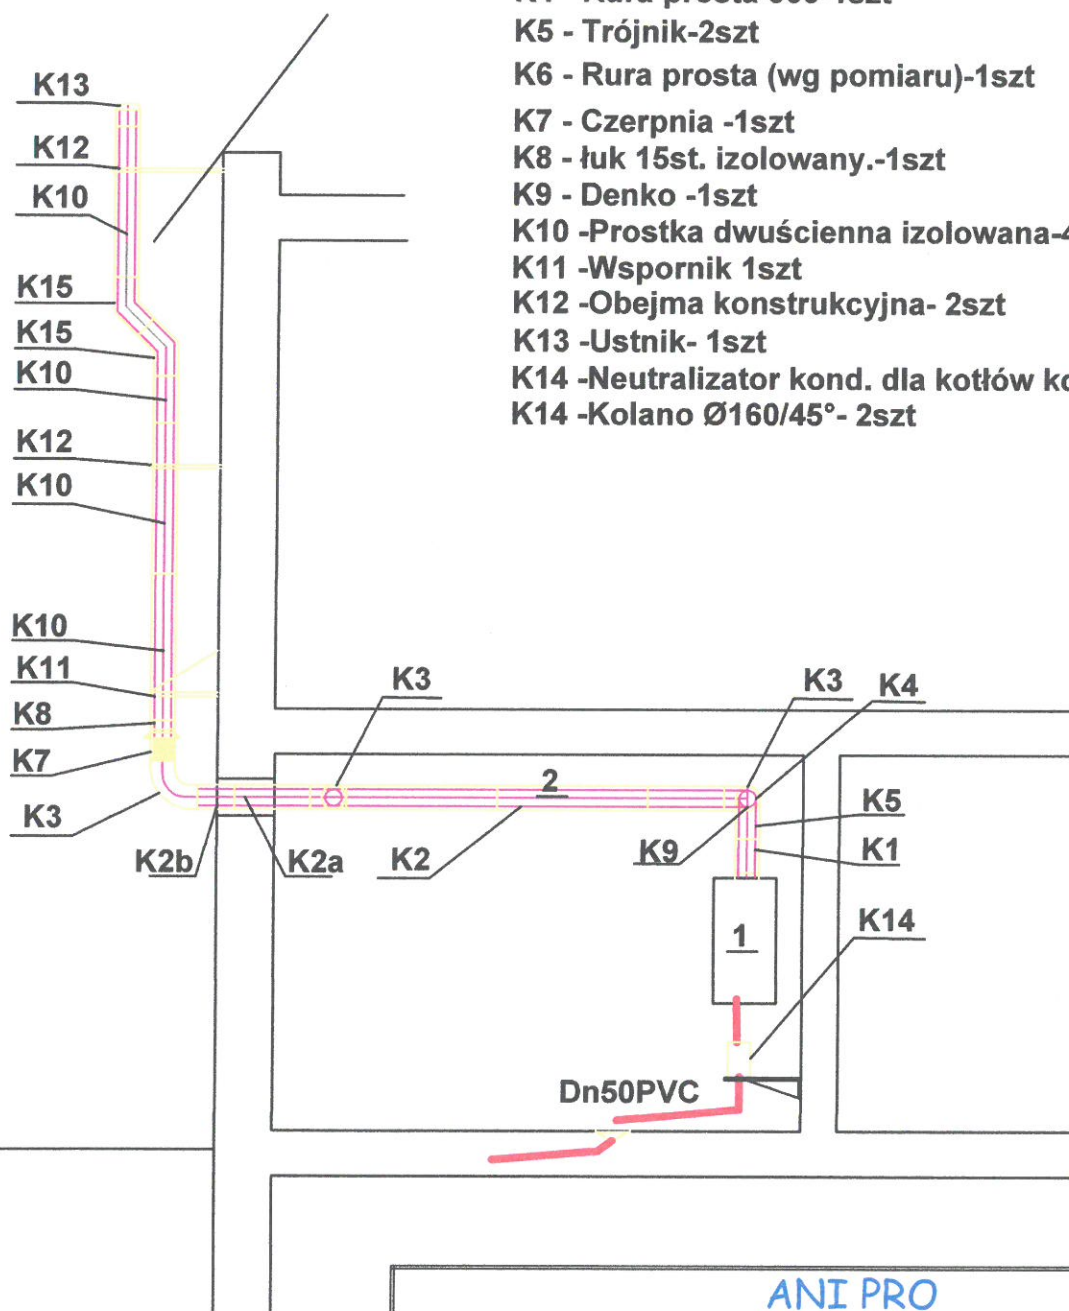 K5 - Trójnik-2szt
K6 - Rura prosta (wg pomiaru)-1szt
K7 - Czerpnia -1szt
K8 - łuk 15st. izolowany.-1szt
K9 - Denko -1szt
K10 -Prostka dwuścienna izolowana-4
K11 -Wspornik 1szt
K12 -Obejma konstrukcyjna- 2szt
K13 -Ustnik- 1szt
K14 -Neutralizator kond. dla kotłów
K14 -Kolano Ø160/45°- 2szt
K13
K12
K10
K15
K15
K10
K12
K10
K10
K11
K8
K7
K3
K2b
K2a
K3
K2
2
K3
K4
K5
K9
K1
1
K14
Dn50PVC
ANI PRO